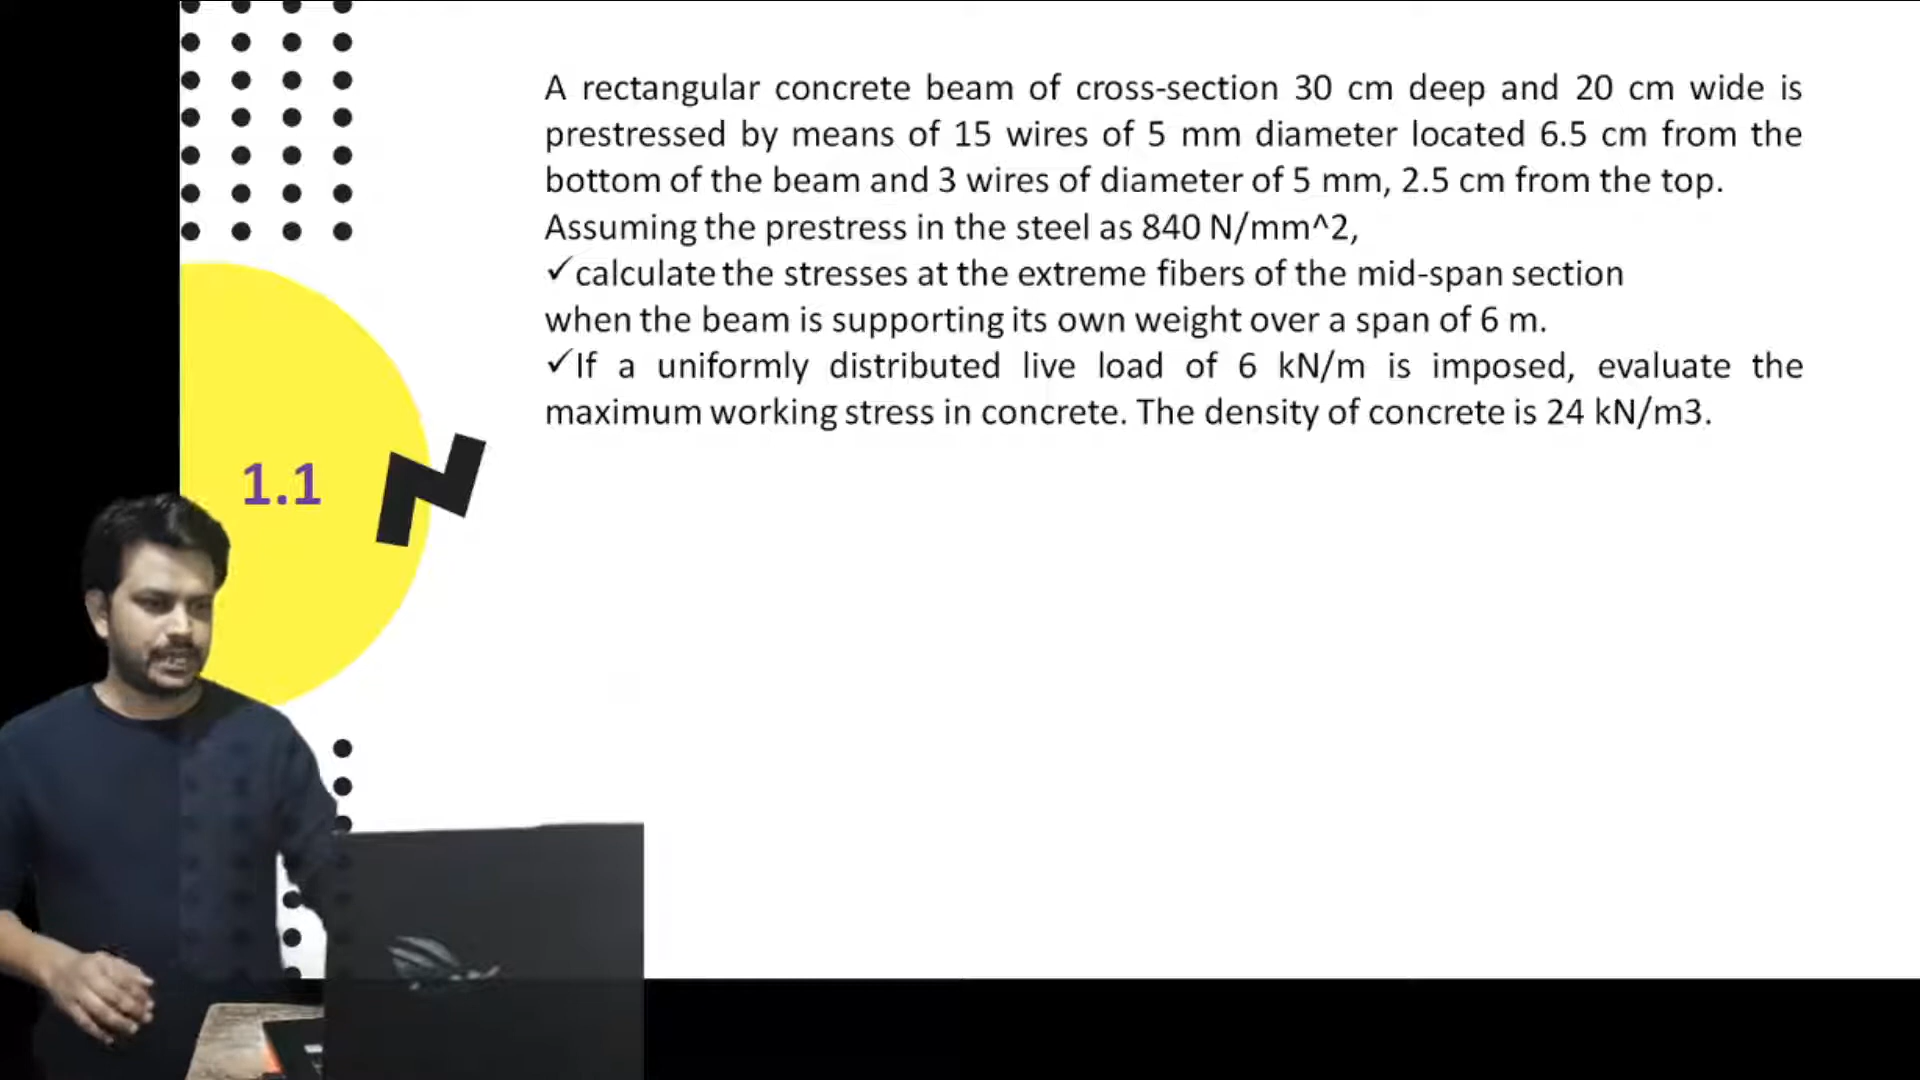 A rectangular concrete beam of cross-section 30 cm deep and 20 cm wide is
prestressed by means of 15 wires of 5 mm diameter located 6.5 cm from the
bottom of the beam and 3 wires of diameter of 5 mm, 2.5 cm from the top.
Assuming the prestress in the steel as 840 N/mm^2,
✓calculate the stresses at the extreme fibers of the mid-span section
when the beam is supporting its own weight over a span of 6 m.
✓If a uniformly distributed live load of 6 kN/m is imposed, evaluate the
maximum working stress in concrete. The density of concrete is 24 kN/m3.
1.1